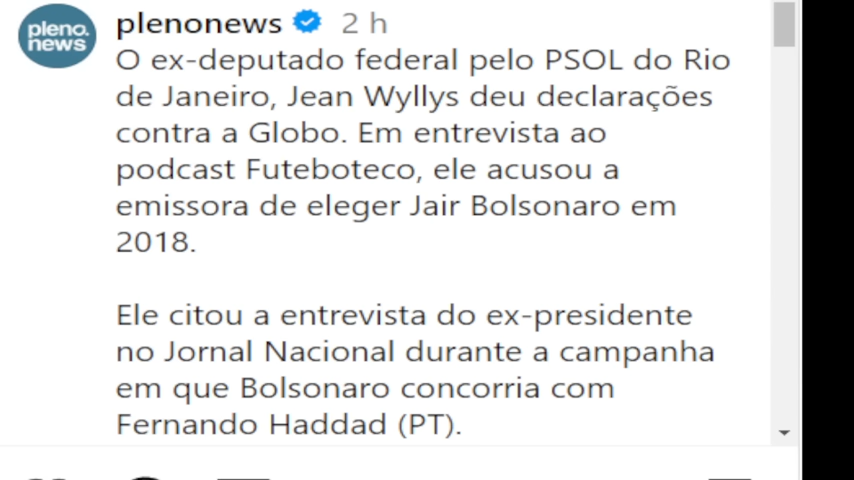 pleno.
news
plenonews 2 h
O ex-deputado federal pelo PSOL do Rio
de Janeiro, Jean Wyllys deu declarações
contra a Globo. Em entrevista ao
podcast Futeboteco, ele acusou a
emissora de eleger Jair Bolsonaro em
2018.
Ele citou a entrevista do ex-presidente
no Jornal Nacional durante a campanha
em que Bolsonaro concorria com
Fernando Haddad (PT).